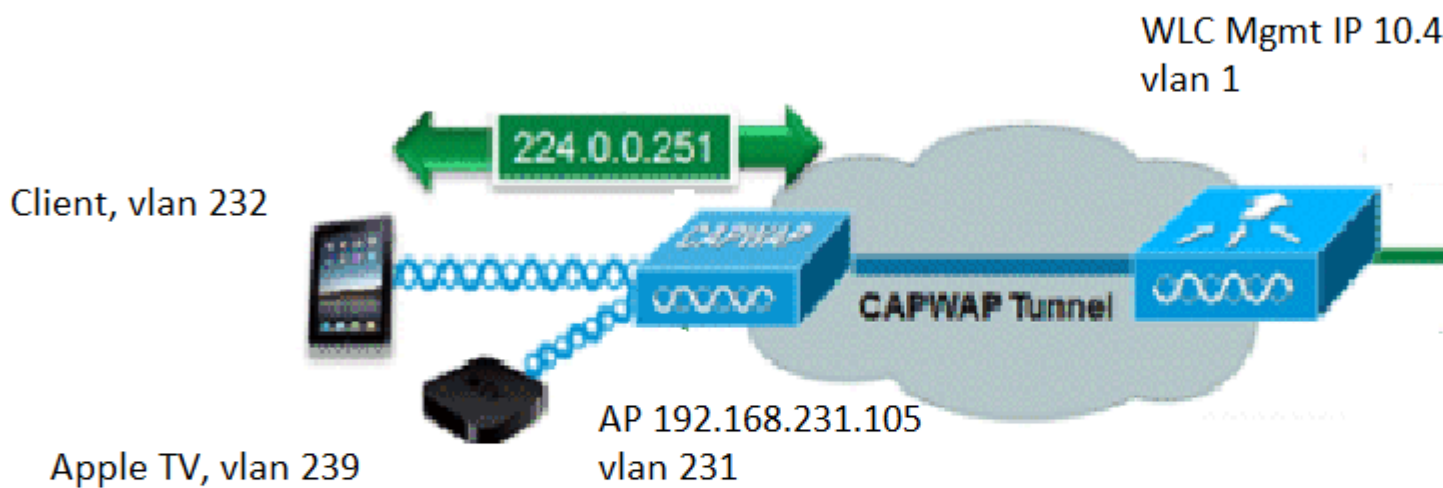 WLC Mgmt IP 10.4
vlan 1
224.0.0.251
Client, vlan 232
CAPWAP
CAPWAP Tunnel
AP 192.168.231.105
vlan 231
Apple TV, vlan 239